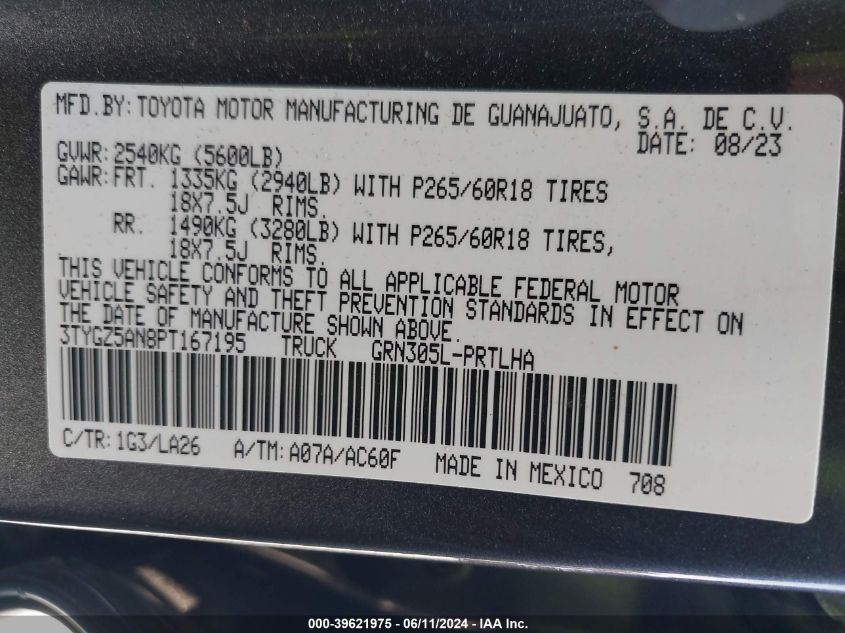 MFD.BY: TOYOTA MOTOR MANUFACTURING DE GUANAJUATO, S.A. DE C.V.
GVWR: 2540KG (5600LB) DATE: 08/23
GAWR: FRT. 1335KG (2940LB) WITH P265/60R18 TIRES
18X7.5J RIMS.
RR. 1490KG (3280LB) WITH P265/60R18 TIRES,
18X7.5J RIMS.
THIS VEHICLE CONFORMS TO ALL APPLICABLE FEDERAL MOTOR
VEHICLE SAFETY AND THEFT PREVENTION STANDARDS IN EFFECT ON
THE DATE OF MANUFACTURE SHOWN ABOVE.
3TYGZ5AN8PT167195 TRUCK GRN305L-PRTLHA
C/TR: 1G3/LA26 A/TM: A07A/AC60F MADE IN MEXICO 708
000-39621975 - 06/11/2024 - IAA Inc.